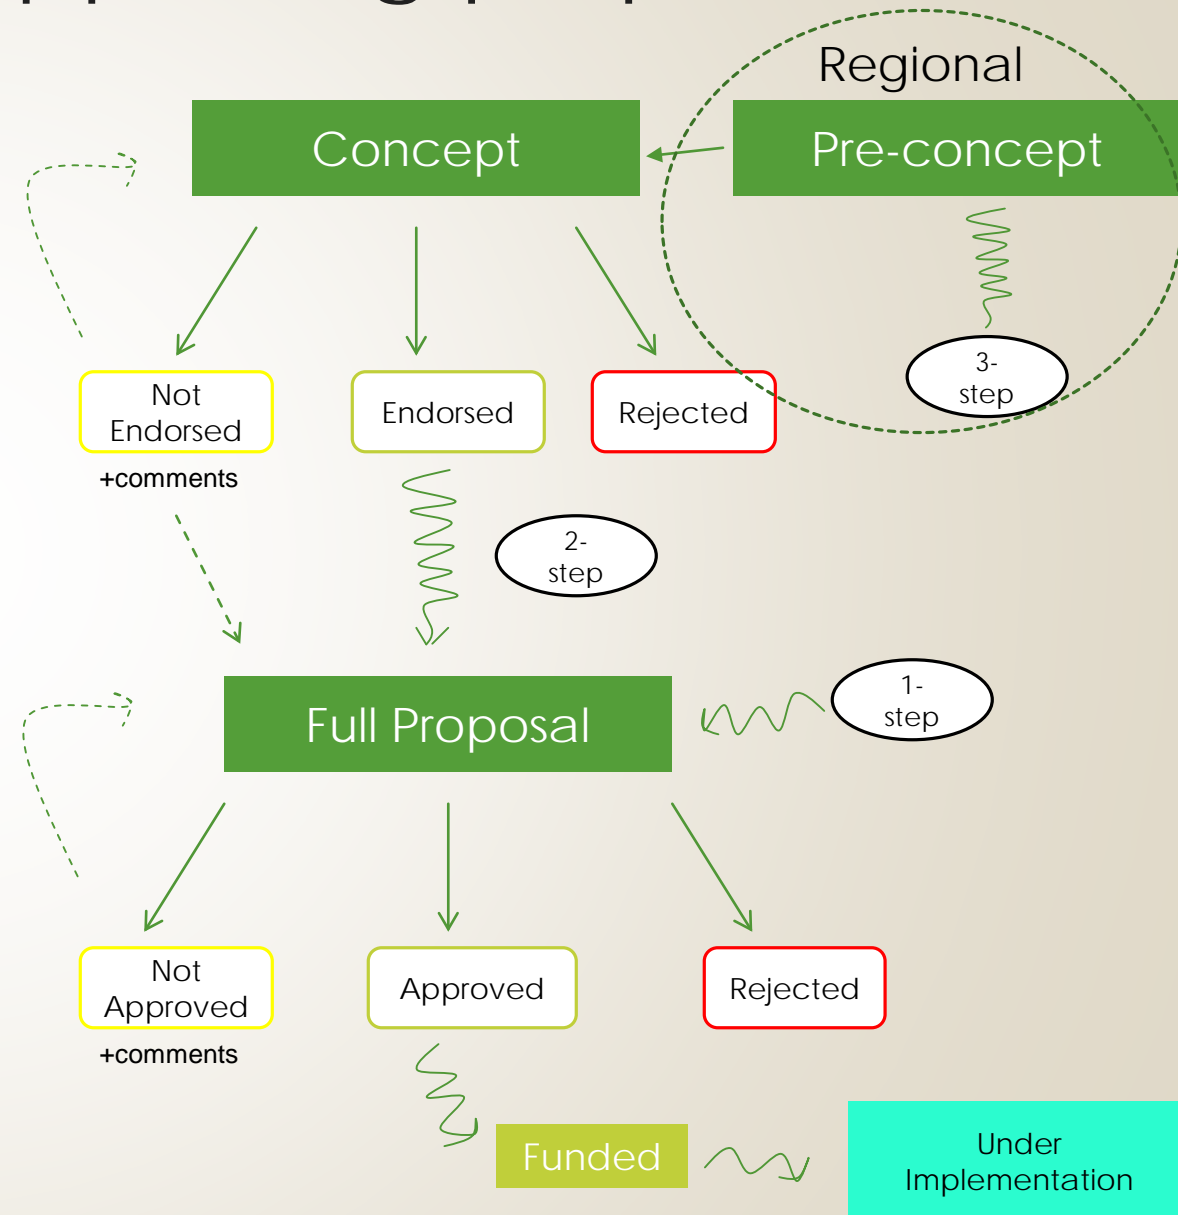 Regional
Concept
Pre-concept
Not
Endorsed
Endorsed
Rejected
3-
step
+comments
2-
step
1-
step
Full Proposal
Not
Approved
Approved
Rejected
+comments
Funded
Under
Implementation